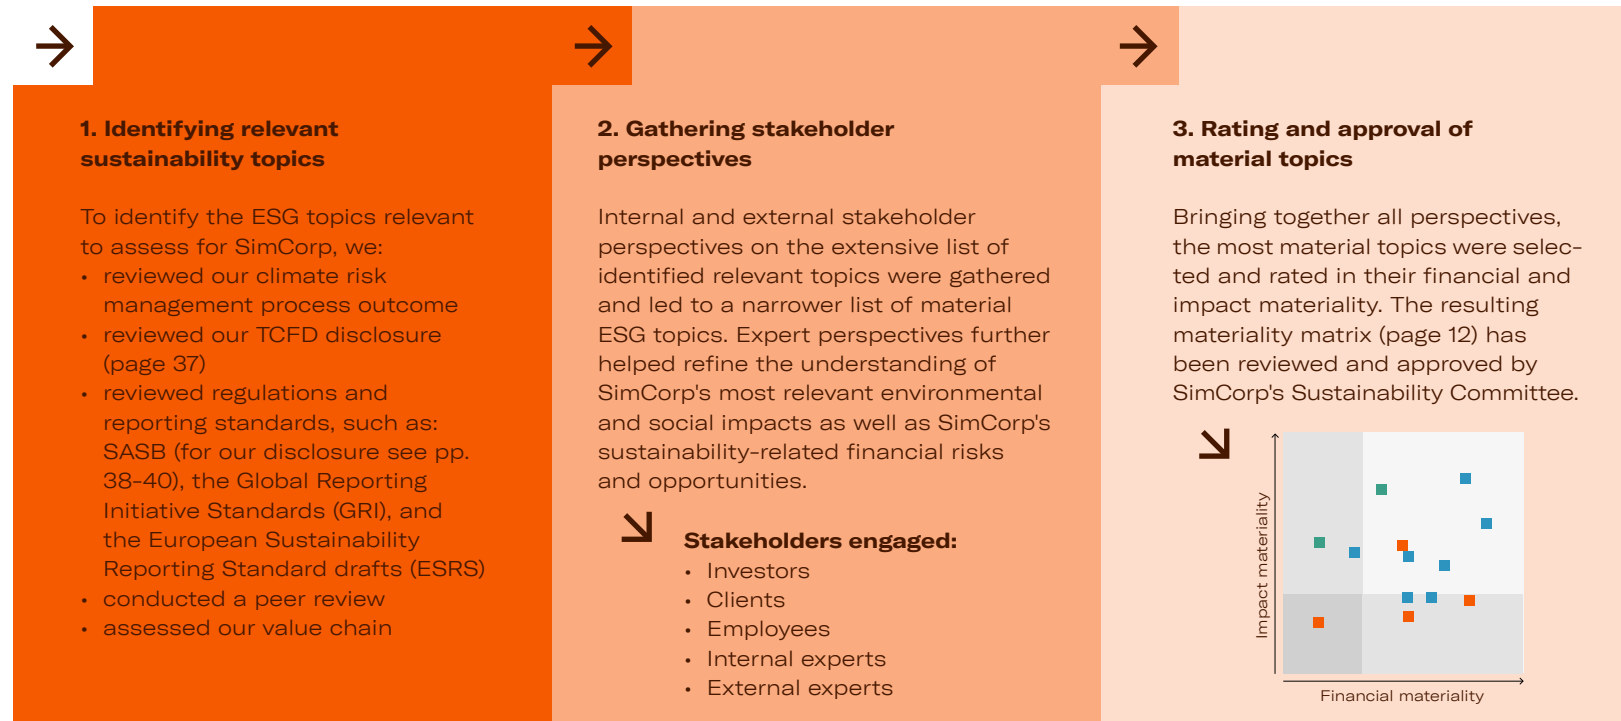 1. Identifying relevant
sustainability topics
To identify the ESG topics relevant
to assess for SimCorp, we:
• reviewed our climate risk
management process outcome
• reviewed our TCFD disclosure
(page 37)
• reviewed regulations and
reporting standards, such as:
SASB (for our disclosure see pp.
38-40), the Global Reporting
Initiative Standards (GRI), and
the European Sustainability
Reporting Standard drafts (ESRS)
• conducted a peer review
• assessed our value chain
2. Gathering stakeholder
perspectives
Internal and external stakeholder
perspectives on the extensive list of
identified relevant topics were gathered
and led to a narrower list of material
ESG topics. Expert perspectives further
helped refine the understanding of
SimCorp's most relevant environmental
and social impacts as well as SimCorp's
sustainability-related financial risks
and opportunities.
Stakeholders engaged:
• Investors
• Clients
• Employees
• Internal experts
• External experts
3. Rating and approval of
material topics
Bringing together all perspectives,
the most material topics were selec-
ted and rated in their financial and
impact materiality. The resulting
materiality matrix (page 12) has
been reviewed and approved by
SimCorp's Sustainability Committee.
Impact materiality
Financial materiality